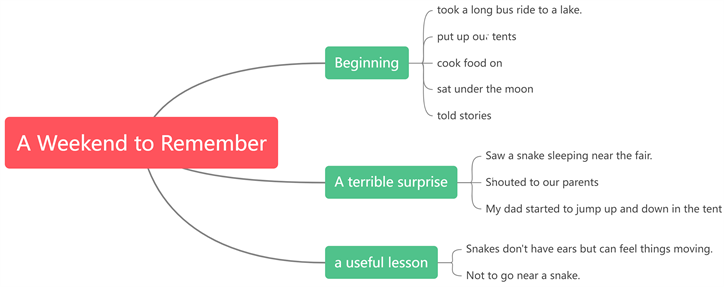 A Weekend to Remember
Beginning
took a long bus ride to a lake.
put up our tents
cook food on
sat under the moon
told stories
A terrible surprise
Saw a snake sleeping near the fair.
Shouted to our parents
My dad started to jump up and down in the tent
a useful lesson
Snakes don't have ears but can feel things moving.
Not to go near a snake.